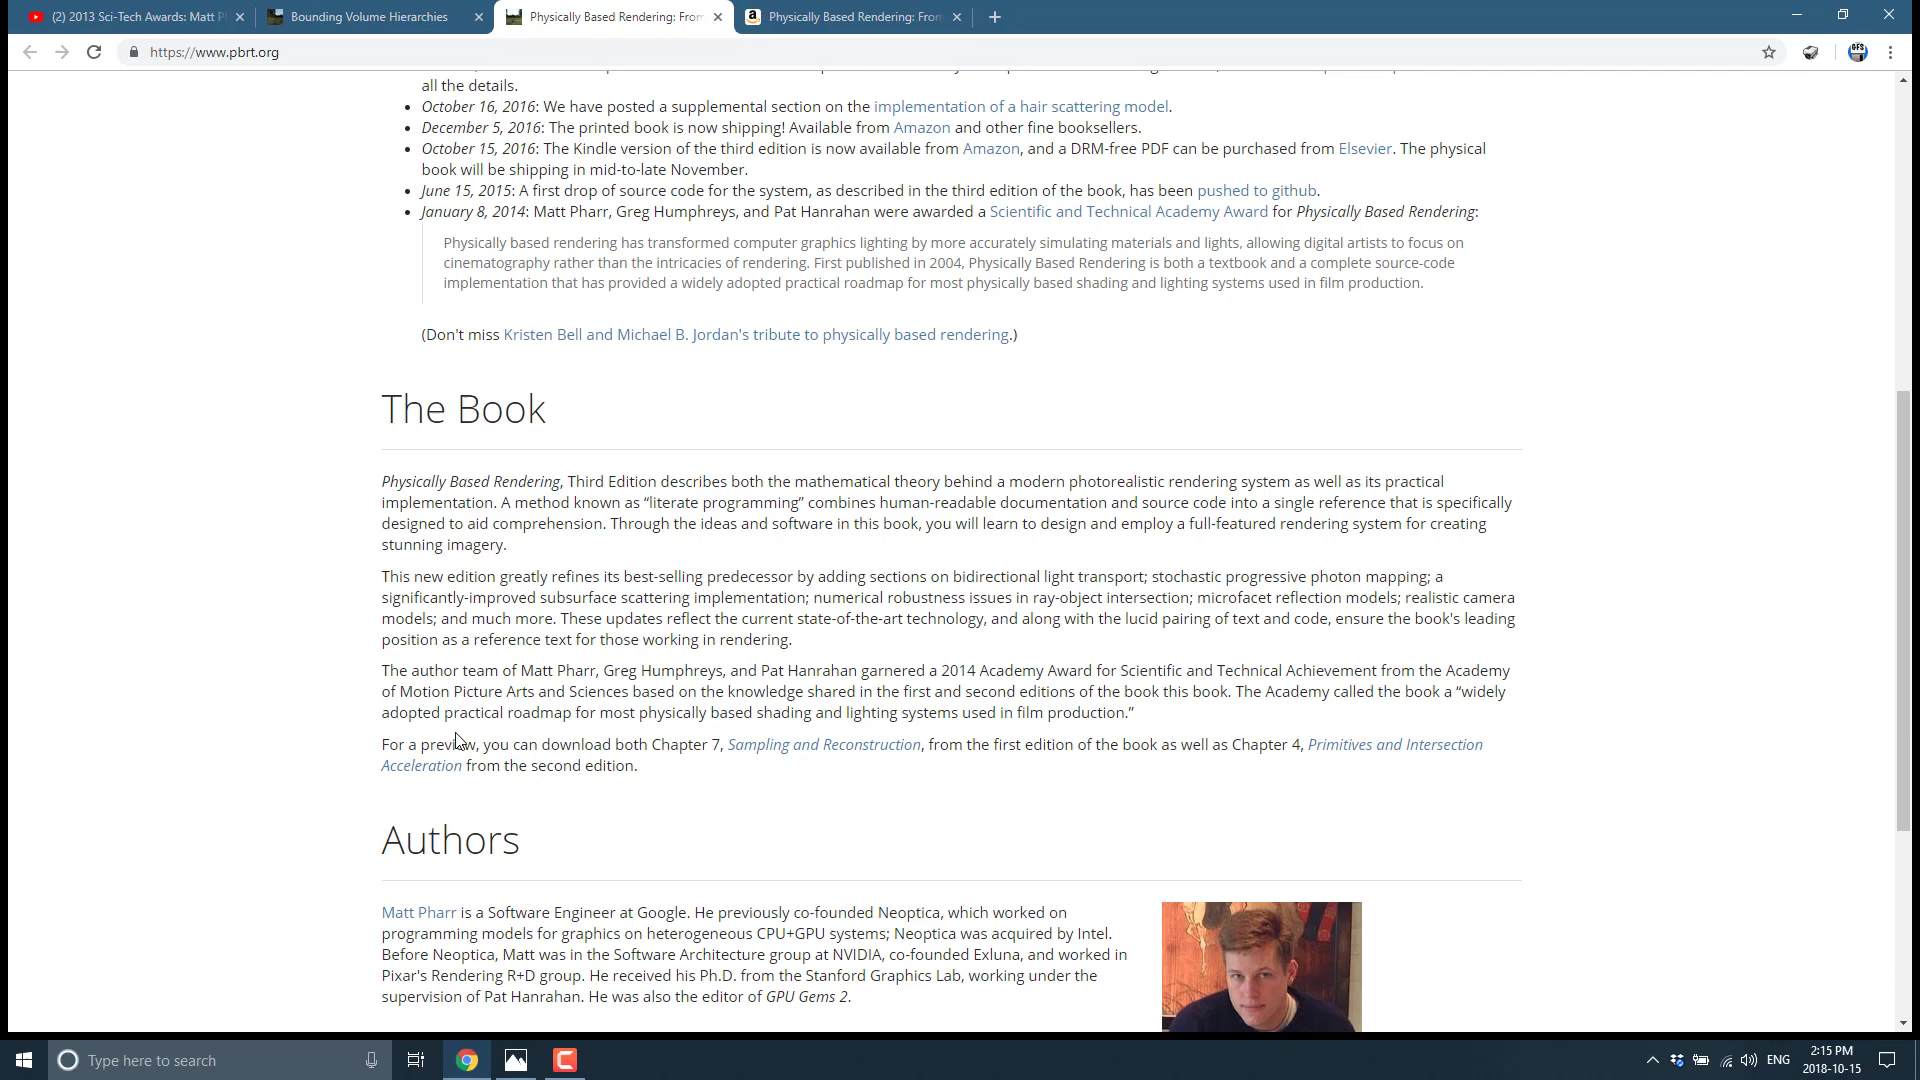 (2) 2013 Sci-Tech Awards: Matt P
Bounding Volume Hierarchies
Physically Based Rendering: From
Physically Based Rendering: From
https://www.pbrt.org
all the details.
October 16, 2016: We have posted a supplemental section on the implementation of a hair scattering model.
December 5, 2016: The printed book is now shipping! Available from Amazon and other fine booksellers.
October 15, 2016: The Kindle version of the third edition is now available from Amazon, and a DRM-free PDF can be purchased from Elsevier. The physical
book will be shipping in mid-to-late November.
June 15, 2015: A first drop of source code for the system, as described in the third edition of the book, has been pushed to github.
January 8, 2014: Matt Pharr, Greg Humphreys, and Pat Hanrahan were awarded a Scientific and Technical Academy Award for Physically Based Rendering:
Physically based rendering has transformed computer graphics lighting by more accurately simulating materials and lights, allowing digital artists to focus on
cinematography rather than the intricacies of rendering. First published in 2004, Physically Based Rendering is both a textbook and a complete source-code
implementation that has provided a widely adopted practical roadmap for most physically based shading and lighting systems used in film production.
(Don't miss Kristen Bell and Michael B. Jordan's tribute to physically based rendering.)
The Book
Physically Based Rendering, Third Edition describes both the mathematical theory behind a modern photorealistic rendering system as well as its practical
implementation. A method known as “literate programming” combines human-readable documentation and source code into a single reference that is specifically
designed to aid comprehension. Through the ideas and software in this book, you will learn to design and employ a full-featured rendering system for creating
stunning imagery.
This new edition greatly refines its best-selling predecessor by adding sections on bidirectional light transport; stochastic progressive photon mapping; a
significantly-improved subsurface scattering implementation; numerical robustness issues in ray-object intersection; microfacet reflection models; realistic camera
models; and much more. These updates reflect the current state-of-the-art technology, and along with the lucid pairing of text and code, ensure the book's leading
position as a reference text for those working in rendering.
The author team of Matt Pharr, Greg Humphreys, and Pat Hanrahan garnered a 2014 Academy Award for Scientific and Technical Achievement from the Academy
of Motion Picture Arts and Sciences based on the knowledge shared in the first and second editions of the book this book. The Academy called the book a “widely
adopted practical roadmap for most physically based shading and lighting systems used in film production.”
For a preview, you can download both Chapter 7, Sampling and Reconstruction, from the first edition of the book as well as Chapter 4, Primitives and Intersection
Acceleration from the second edition.
Authors
Matt Pharr is a Software Engineer at Google. He previously co-founded Neoptica, which worked on
programming models for graphics on heterogeneous CPU+GPU systems; Neoptica was acquired by Intel.
Before Neoptica, Matt was in the Software Architecture group at NVIDIA, co-founded Exluna, and worked in
Pixar's Rendering R+D group. He received his Ph.D. from the Stanford Graphics Lab, working under the
supervision of Pat Hanrahan. He was also the editor of GPU Gems 2.
Type here to search
ENG
2:15 PM
2018-10-15